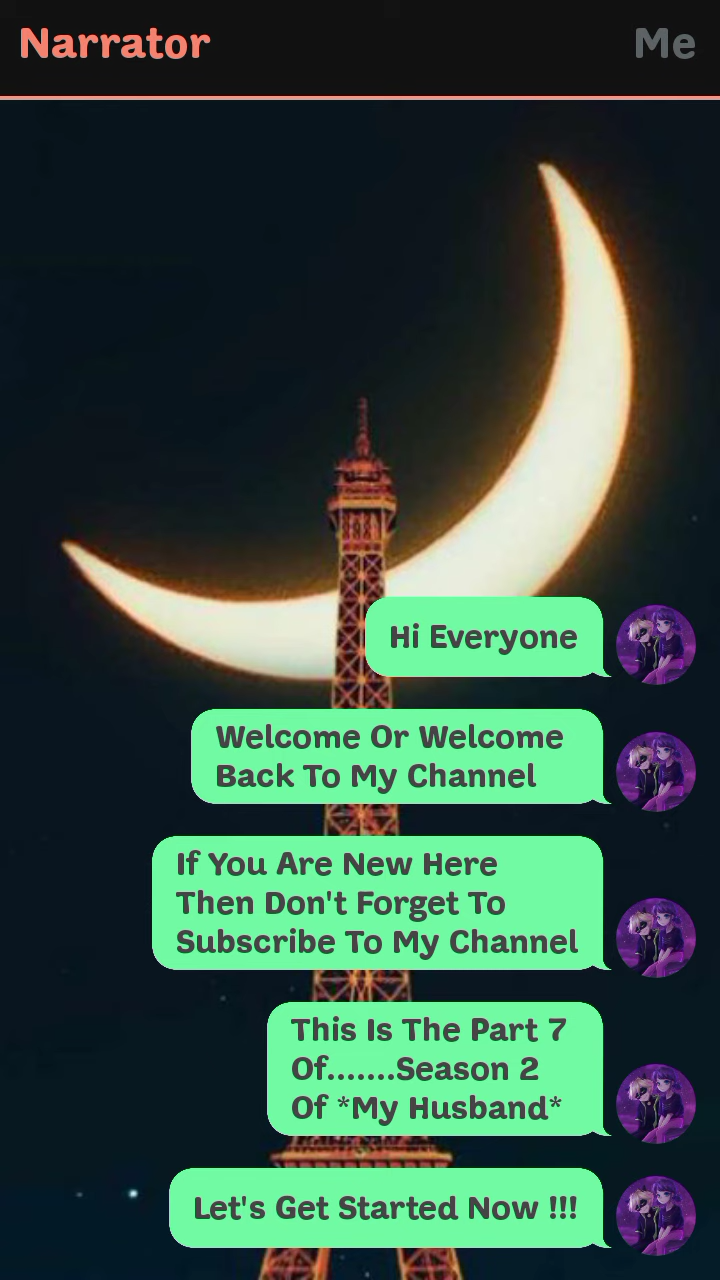 Narrator
Me
Hi Everyone
Welcome Or Welcome
Back To My Channel
If You Are New Here
Then Don't Forget To
Subscribe To My Channel
This Is The Part 7
Of.......Season 2
Of *My Husband*
Let's Get Started Now !!!